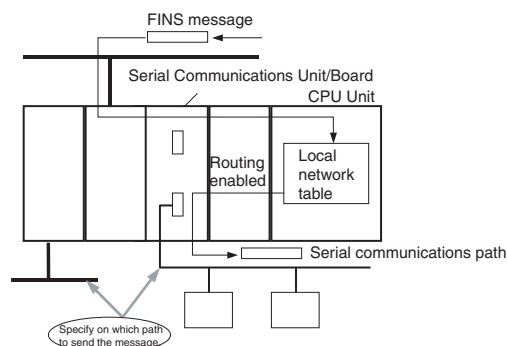 FINS message
Serial Communications Unit/Board
CPU Unit
Routing
enabled
Local
network
table
Serial communications path
Specify on which path
to send the message.